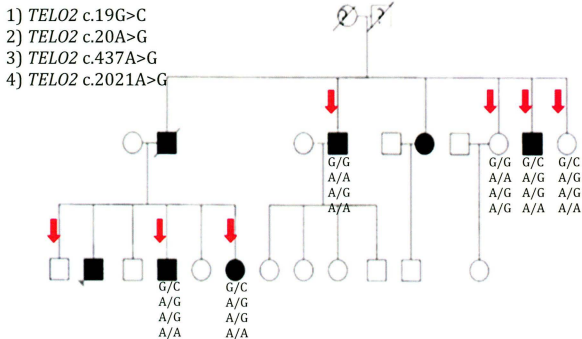 1) TELO2 c.19G>C
2) TELO2 c.20A>G
3) TELO2 c.437A>G
4) TELO2 c.2021A>G
? ?
G/G
A/A
A/G
A/A
G/G G/C G/C
A/A A/G A/G
A/G A/G A/G
A/G A/A A/A
G/C
A/G
A/G
A/A
G/C
A/G
A/G
A/A